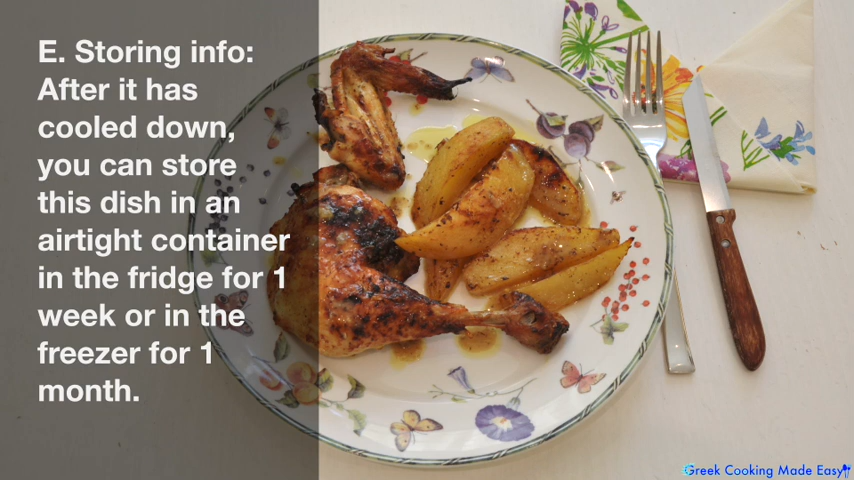 E. Storing info:
After it has
cooled down,
you can store
this dish in an
airtight container
in the fridge for 1
week or in the
freezer for 1
month.
Greek Cooking Made Easy